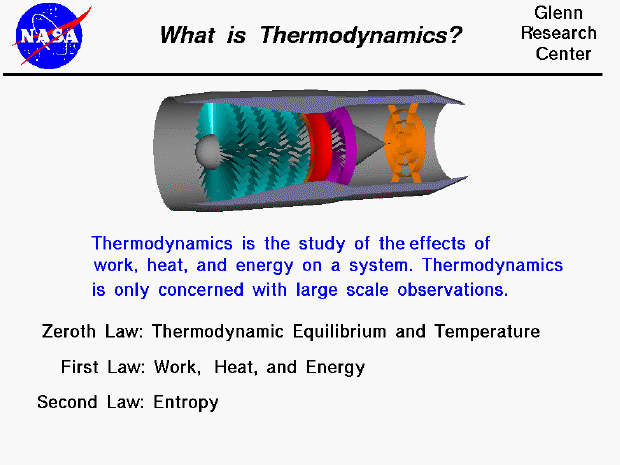 NASA
What is Thermodynamics?
Glenn
Research
Center
Thermodynamics is the study of the effects of
work, heat, and energy on a system. Thermodynamics
is only concerned with large scale observations.
Zeroth Law: Thermodynamic Equilibrium and Temperature
First Law: Work, Heat, and Energy
Second Law: Entropy